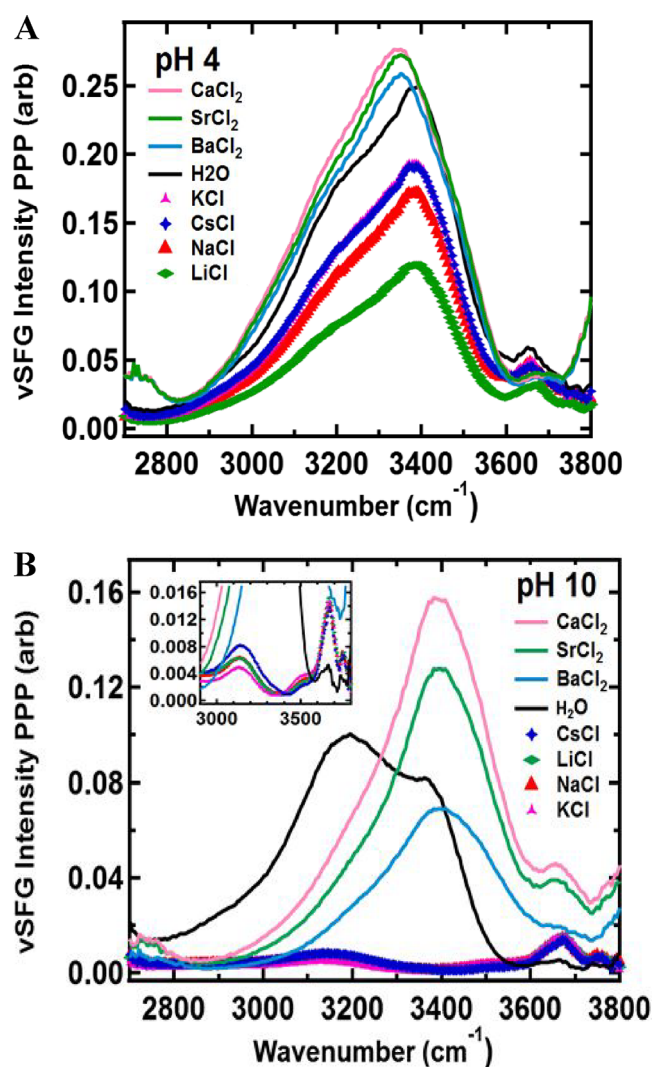 A
pH 4
CaCl2
SrCl2
BaCl2
H2O
KCl
CsCl
NaCl
LiCl
vSFG Intensity PPP (arb)
0.25
0.20
0.15
0.10
0.05
0.00
2800 3000 3200 3400 3600 3800
Wavenumber (cm-1)
B
pH 10
CaCl2
SrCl2
BaCl2
H2O
CsCl
LiCl
NaCl
KCl
vSFG Intensity PPP (arb)
0.16
0.12
0.08
0.04
0.00
0.016
0.012
0.008
0.004
0.000
3000 3500
2800 3000 3200 3400 3600 3800
Wavenumber (cm-1)